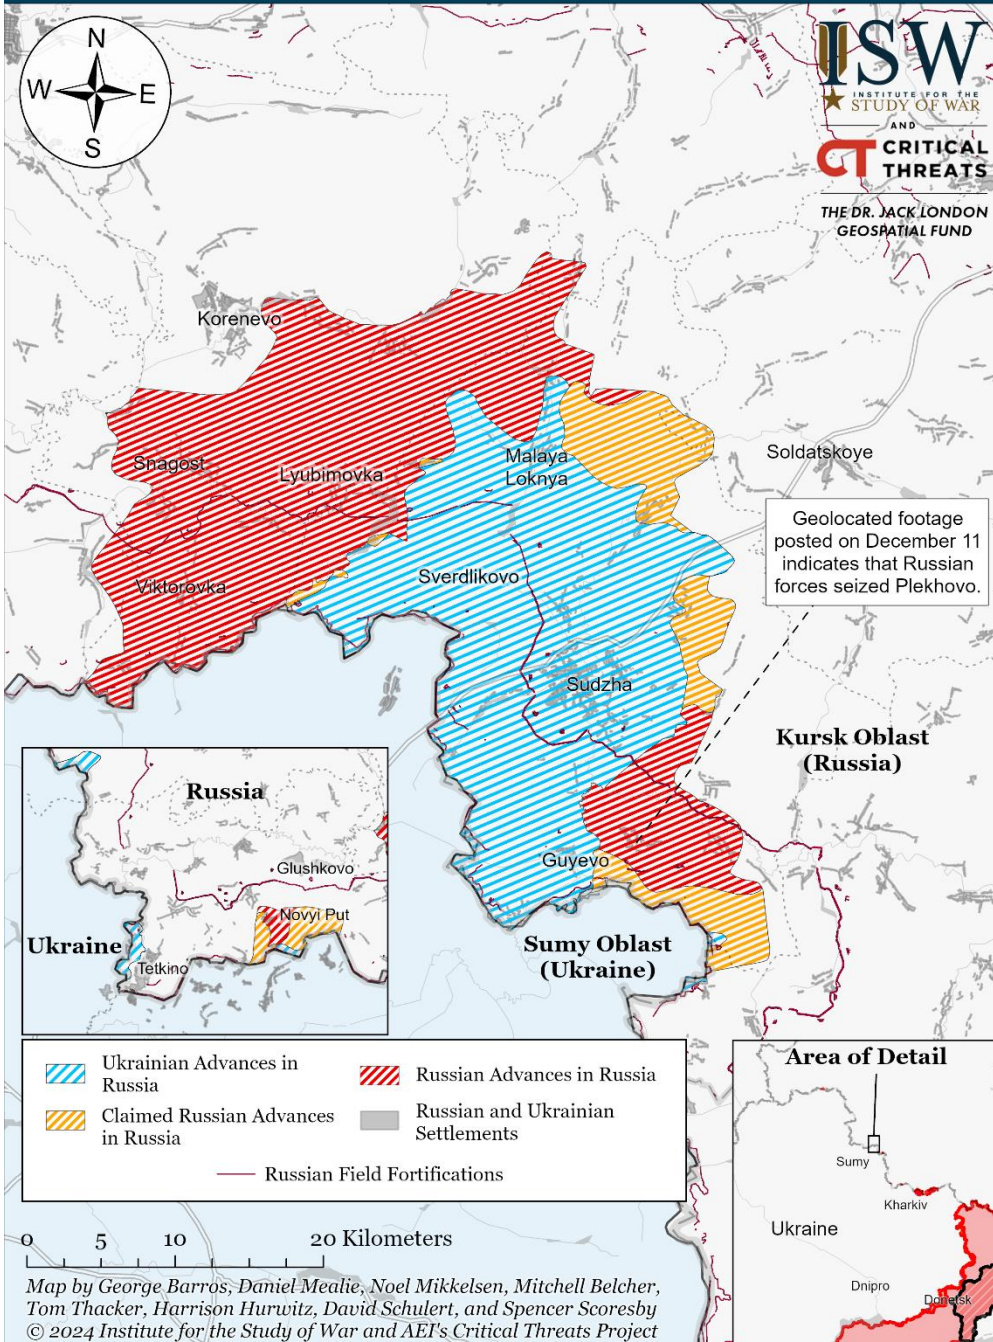 N
W
E
S
ISW
INSTITUTE FOR THE
STUDY OF WAR
AND
CT CRITICAL
THREATS
THE DR. JACK LONDON
GEOSPATIAL FUND
Korenevo
Snagost
Lyubimovka
Malaya
Loknya
Soldatskoye
Geolocated footage
posted on December 11
indicates that Russian
forces seized Plekhovo.
Viktorovka
Sverdlikovo
Sudzha
Kursk Oblast
(Russia)
Guyevo
Sumy Oblast
(Ukraine)
Russia
Glushkovo
Novyi Put
Ukraine
Tetkino
Ukrainian Advances in
Russia
Russian Advances in Russia
Claimed Russian Advances
in Russia
Russian and Ukrainian
Settlements
Russian Field Fortifications
Area of Detail
Sumy
Kharkiv
Ukraine
Dnipro
Donetsk
0 5 10 20 Kilometers
Map by George Barros, Daniel Mealie, Noel Mikkelsen, Mitchell Belcher,
Tom Thacker, Harrison Hurwitz, David Schulert, and Spencer Scoresby
© 2024 Institute for the Study of War and AEI's Critical Threats Project